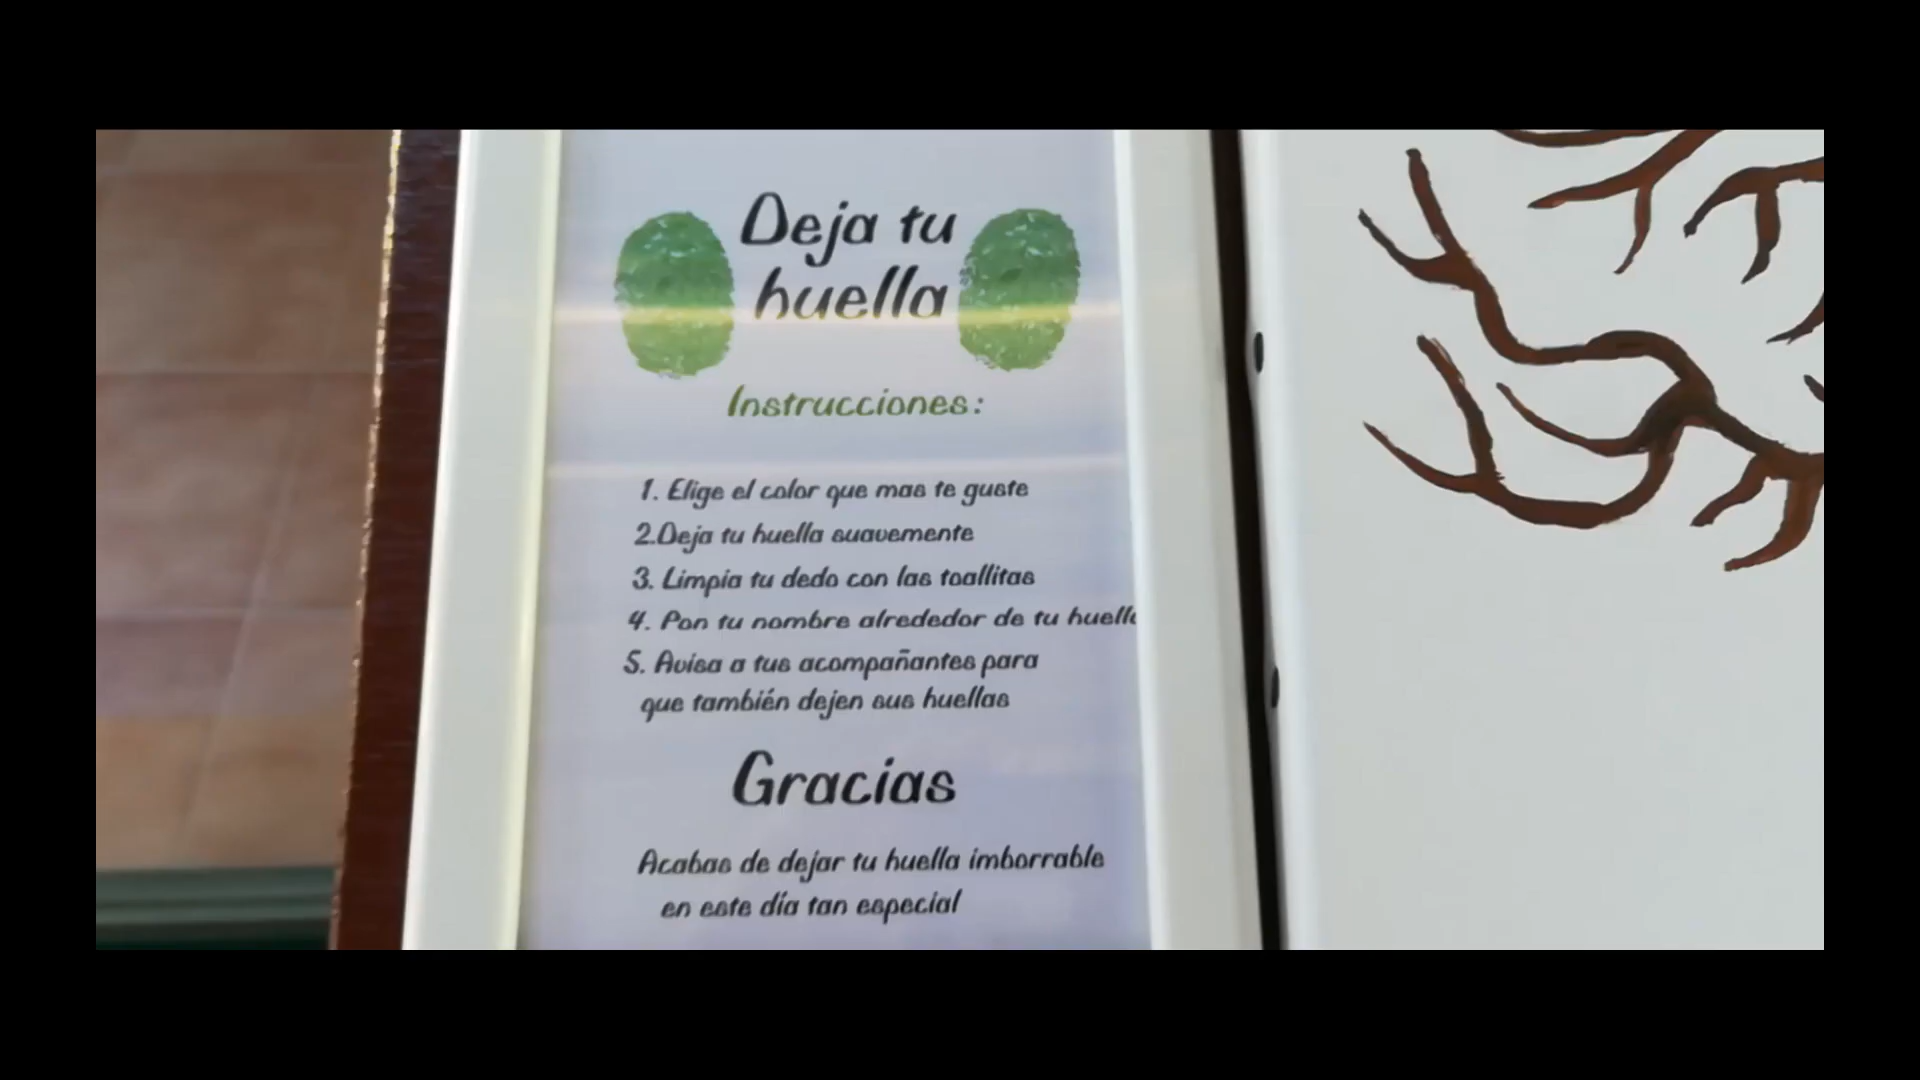 Deja tu
huella
Instrucciones:
1. Elige el color que mas te guste
2.Deja tu huella suavemente
3. Limpia tu dedo con las toallitas
4. Pon tu nombre alrededor de tu huella
5. Avisa a tus acompañantes para
que también dejen sus huellas
Gracias
Acabas de dejar tu huella imborrable
en este día tan especial